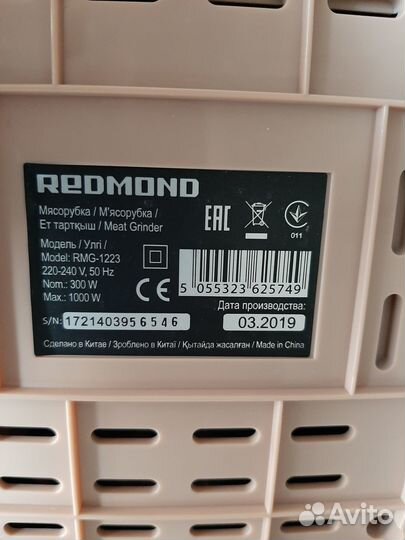 REDMOND
Мясорубка / М'ясорубка /
Ет тартқыш / Meat Grinder
EAC
011
Модель / Үлгі /
Model: RMG-1223
220-240 V, 50 Hz
Nom.: 300 W
Max.: 1000 W
CE
5 055323 625749
Дата производства:
S/N: 1721403956546
03.2019
Сделано в Китае / Зроблено в Китаї / Қытайда жасалған / Made in China
Avito